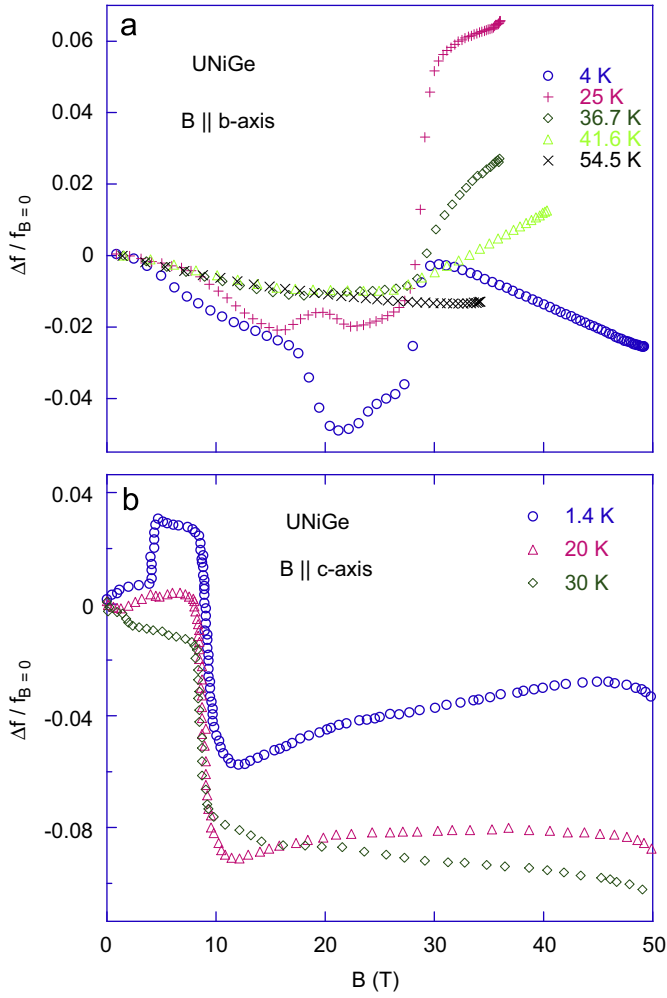 a
0.06
UNiGe
4 K
25 K
B || b-axis
36.7 K
0.04
41.6 K
54.5 K
0.02
0
-0.02
-0.04
Δf / f B = 0
b
0.04
UNiGe
1.4 K
20 K
B || c-axis
30 K
0
-0.04
-0.08
Δf / f B = 0
0 10 20 30 40 50
B (T)